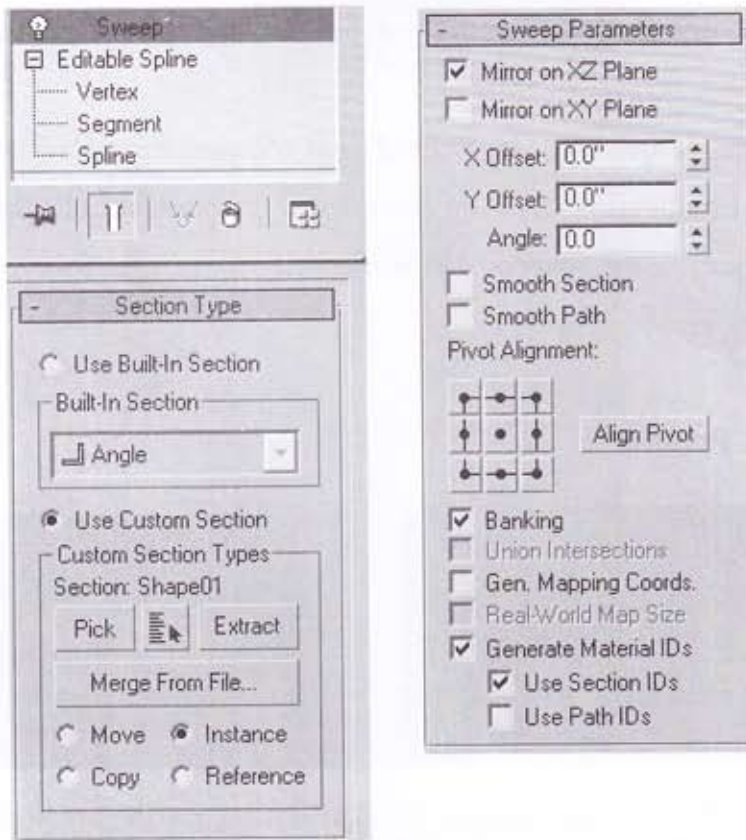 Sweep
Editable Spline
Vertex
Segment
Spline
- Section Type
Use Built-In Section
Built-In Section
Angle
Use Custom Section
Custom Section Types
Section: Shape01
Pick
Extract
Merge From File...
Move Instance
Copy Reference
- Sweep Parameters
Mirror on XZ Plane
Mirror on XY Plane
X Offset: 0.0"
Y Offset: 0.0"
Angle: 0.0
Smooth Section
Smooth Path
Pivot Alignment:
Align Pivot
Banking
Union Intersections
Gen. Mapping Coords.
Real-World Map Size
Generate Material IDs
Use Section IDs
Use Path IDs